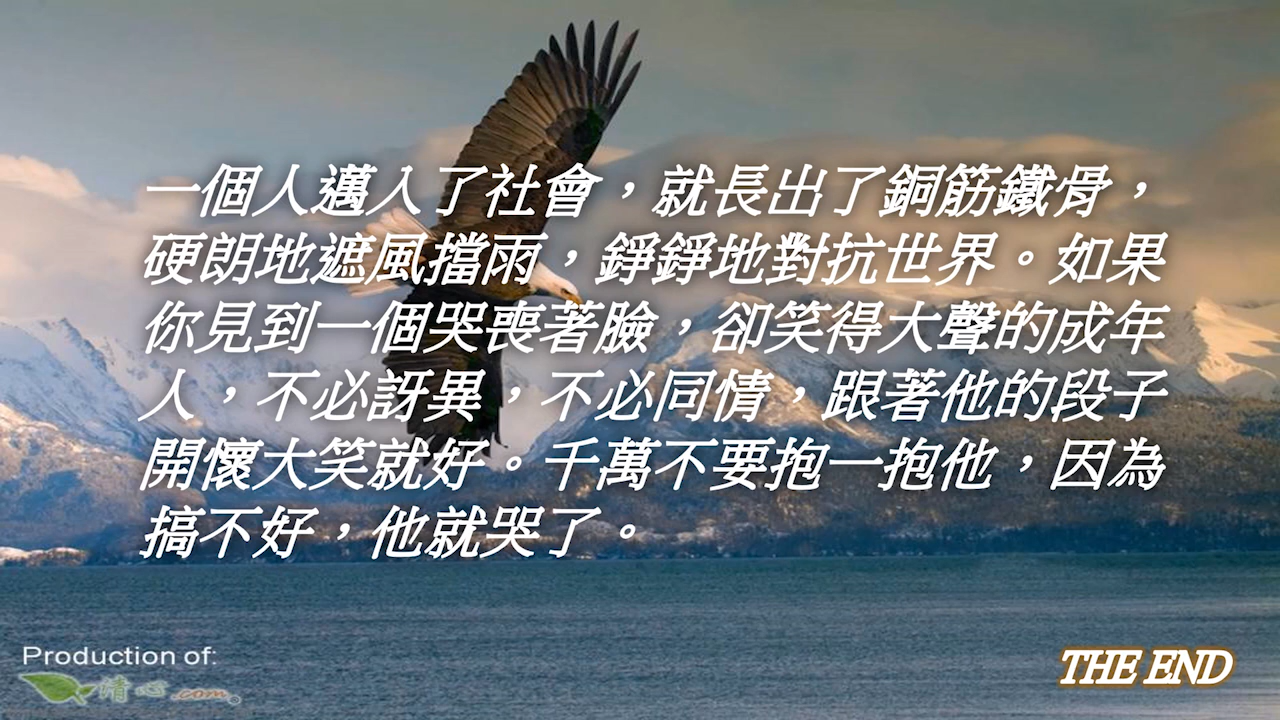 一個人邁入了社會，就長出了銅筋鐵骨，
硬朗地遮風擋雨，錚錚地對抗世界。如果
你見到一個哭喪著臉，卻笑得大聲的成年
人，不必訝異，不必同情，跟著他的段子
開懷大笑就好。千萬不要抱一抱他，因為
搞不好，他就哭了。
Production of:
清心.com
THE END